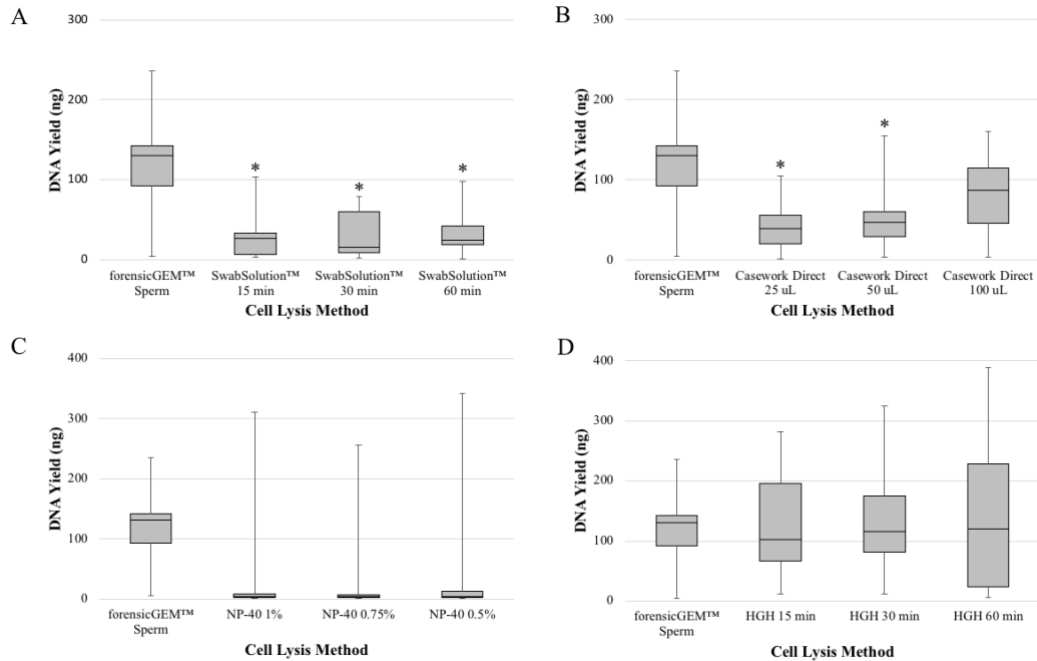 A
300
200
100
0
DNA Yield (ng)
*
*
*
forensicGEM™ SwabSolution™ SwabSolution™ SwabSolution™
Sperm 15 min 30 min 60 min
Cell Lysis Method
B
300
200
100
0
DNA Yield (ng)
*
*
forensicGEM™ Casework Direct Casework Direct Casework Direct
Sperm 25 uL 50 uL 100 uL
Cell Lysis Method
C
400
300
200
100
0
DNA Yield (ng)
forensicGEM™ NP-40 1% NP-40 0.75% NP-40 0.5%
Sperm
Cell Lysis Method
D
400
300
200
100
0
DNA Yield (ng)
forensicGEM™ HGH 15 min HGH 30 min HGH 60 min
Sperm
Cell Lysis Method